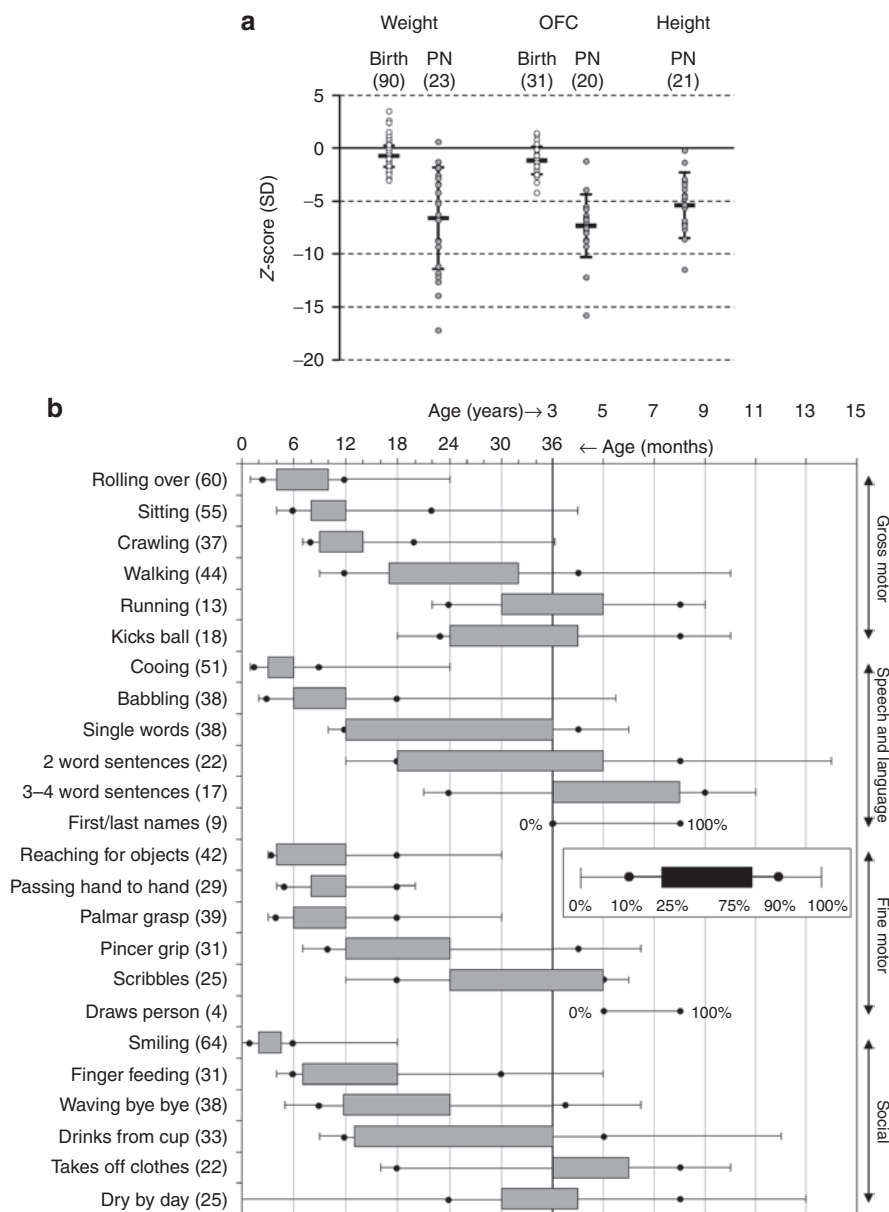 a
Weight OFC Height
Birth PN Birth PN PN
(90) (23) (31) (20) (21)
5
0
−5
−10
−15
−20
Z-score (SD)
b
Age (years)→ 3 5 7 9 11 13 15
0 6 12 18 24 30 36 ← Age (months)
Rolling over (60)
Sitting (55)
Crawling (37)
Walking (44)
Running (13)
Kicks ball (18)
Gross motor
Cooing (51)
Babbling (38)
Single words (38)
2 word sentences (22)
3–4 word sentences (17)
First/last names (9) 0% 100%
Speech and language
Reaching for objects (42)
Passing hand to hand (29)
0% 10% 25% 75% 90% 100%
Palmar grasp (39)
Pincer grip (31)
Scribbles (25)
Draws person (4) 0% 100%
Fine motor
Smiling (64)
Finger feeding (31)
Waving bye bye (38)
Drinks from cup (33)
Takes off clothes (22)
Dry by day (25)
Social